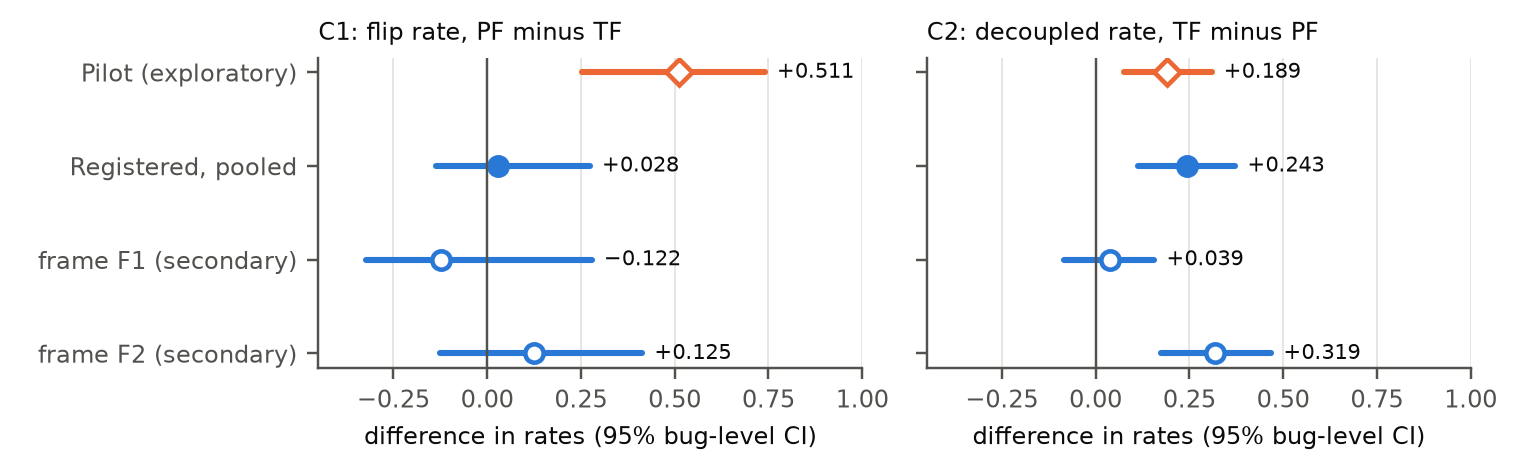 C1: flip rate, PF minus TF
C2: decoupled rate, TF minus PF
Pilot (exploratory)
+0.511
+0.189
Registered, pooled
+0.028
+0.243
frame F1 (secondary)
−0.122
+0.039
frame F2 (secondary)
+0.125
+0.319
−0.25 0.00 0.25 0.50 0.75 1.00
−0.25 0.00 0.25 0.50 0.75 1.00
difference in rates (95% bug-level CI)
difference in rates (95% bug-level CI)